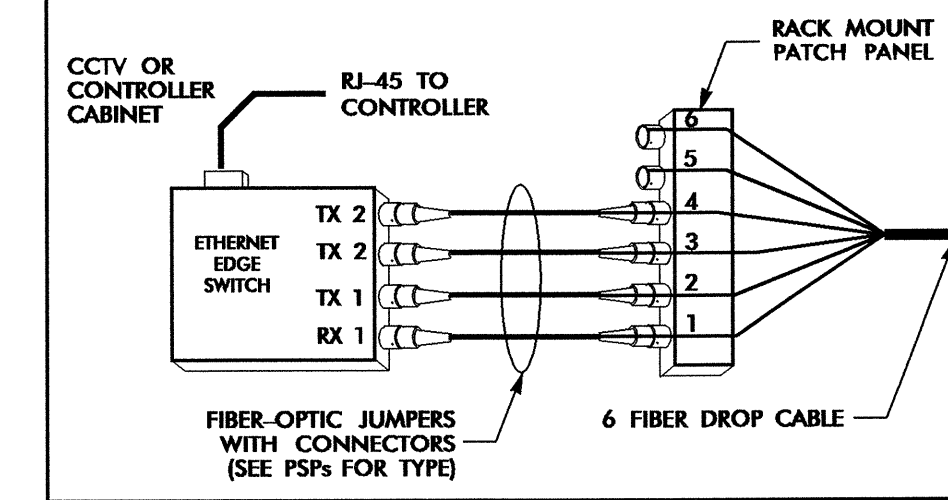 RACK MOUNT
PATCH PANEL
CCTV OR
CONTROLLER
CABINET
RJ-45 TO
CONTROLLER
6
5
4
3
2
1
TX 2
TX 2
TX 1
RX 1
ETHERNET
EDGE
SWITCH
FIBER-OPTIC JUMPERS
WITH CONNECTORS
(SEE PSPs FOR TYPE)
6 FIBER DROP CABLE